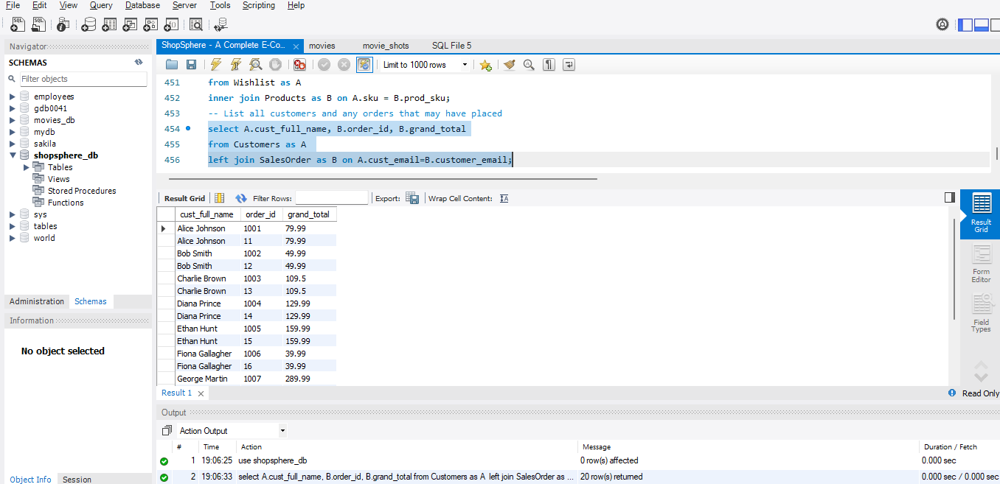 File Edit View Query Database Server Tools Scripting Help
Navigator
SCHEMAS
Filter objects
employees
gdb0041
movies_db
mydb
sakila
shopsphere_db
Tables
Views
Stored Procedures
Functions
sys
tables
world
Administration Schemas
Information
No object selected
Object Info Session
ShopSphere - A Complete E-Co... movies movie_shots SQL File 5
Limit to 1000 rows
451 from Wishlist as A
452 inner join Products as B on A.sku = B.prod_sku;
453 -- List all customers and any orders that may have placed
454 select A.cust_full_name, B.order_id, B.grand_total
455 from Customers as A
456 left join SalesOrder as B on A.cust_email=B.customer_email;
Result Grid Filter Rows: Export: Wrap Cell Content:
cust_full_name order_id grand_total
Alice Johnson 1001 79.99
Alice Johnson 11 79.99
Bob Smith 1002 49.99
Bob Smith 12 49.99
Charlie Brown 1003 109.5
Charlie Brown 13 109.5
Diana Prince 1004 129.99
Diana Prince 14 129.99
Ethan Hunt 1005 159.99
Ethan Hunt 15 159.99
Fiona Gallagher 1006 39.99
Fiona Gallagher 16 39.99
George Martin 1007 289.99
Result
Grid
Form
Editor
Field
Types
Result 1
Read Only
Output
Action Output
# Time Action Message Duration / Fetch
1 19:06:25 use shopsphere_db 0 row(s) affected 0.000 sec
2 19:06:33 select A.cust_full_name, B.order_id, B.grand_total from Customers as A left join SalesOrder as ... 20 row(s) returned 0.000 sec / 0.000 sec